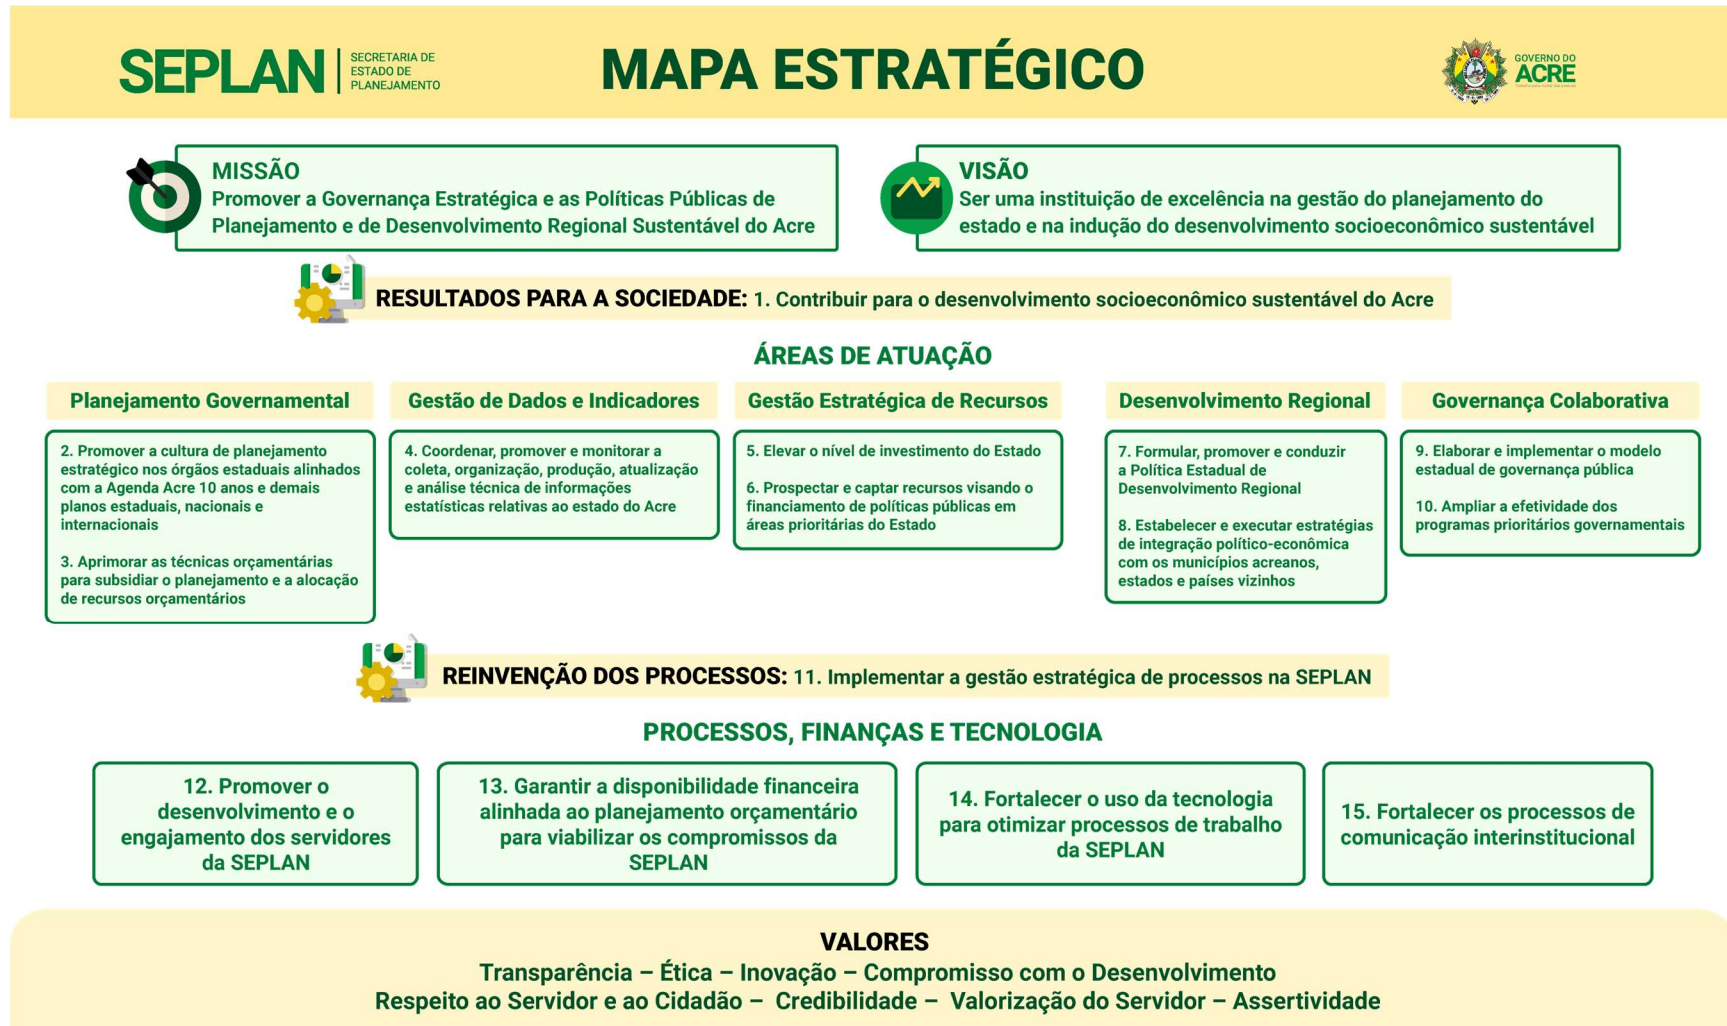 SEPLAN
SECRETARIA DE
ESTADO DE
PLANEJAMENTO
MAPA ESTRATÉGICO
GOVERNO DO
ACRE
MISSÃO
Promover a Governança Estratégica e as Políticas Públicas de
Planejamento e de Desenvolvimento Regional Sustentável do Acre
VISÃO
Ser uma instituição de excelência na gestão do planejamento do
estado e na indução do desenvolvimento socioeconômico sustentável
RESULTADOS PARA A SOCIEDADE: 1. Contribuir para o desenvolvimento socioeconômico sustentável do Acre
ÁREAS DE ATUAÇÃO
Planejamento Governamental
2. Promover a cultura de planejamento
estratégico nos órgãos estaduais alinhados
com a Agenda Acre 10 anos e demais
planos estaduais, nacionais e
internacionais
3. Aprimorar as técnicas orçamentárias
para subsidiar o planejamento e a alocação
de recursos orçamentários
Gestão de Dados e Indicadores
4. Coordenar, promover e monitorar a
coleta, organização, produção, atualização
e análise técnica de informações
estatísticas relativas ao estado do Acre
Gestão Estratégica de Recursos
5. Elevar o nível de investimento do Estado
6. Prospectar e captar recursos visando o
financiamento de políticas públicas em
áreas prioritárias do Estado
Desenvolvimento Regional
7. Formular, promover e conduzir
a Política Estadual de
Desenvolvimento Regional
8. Estabelecer e executar estratégias
de integração político-econômica
com os municípios acreanos,
estados e países vizinhos
Governança Colaborativa
9. Elaborar e implementar o modelo
estadual de governança pública
10. Ampliar a efetividade dos
programas prioritários governamentais
REINVENÇÃO DOS PROCESSOS: 11. Implementar a gestão estratégica de processos na SEPLAN
PROCESSOS, FINANÇAS E TECNOLOGIA
12. Promover o
desenvolvimento e o
engajamento dos servidores
da SEPLAN
13. Garantir a disponibilidade financeira
alinhada ao planejamento orçamentário
para viabilizar os compromissos da
SEPLAN
14. Fortalecer o uso da tecnologia
para otimizar processos de trabalho
da SEPLAN
15. Fortalecer os processos de
comunicação interinstitucional
VALORES
Transparência – Ética – Inovação – Compromisso com o Desenvolvimento
Respeito ao Servidor e ao Cidadão – Credibilidade – Valorização do Servidor – Assertividade